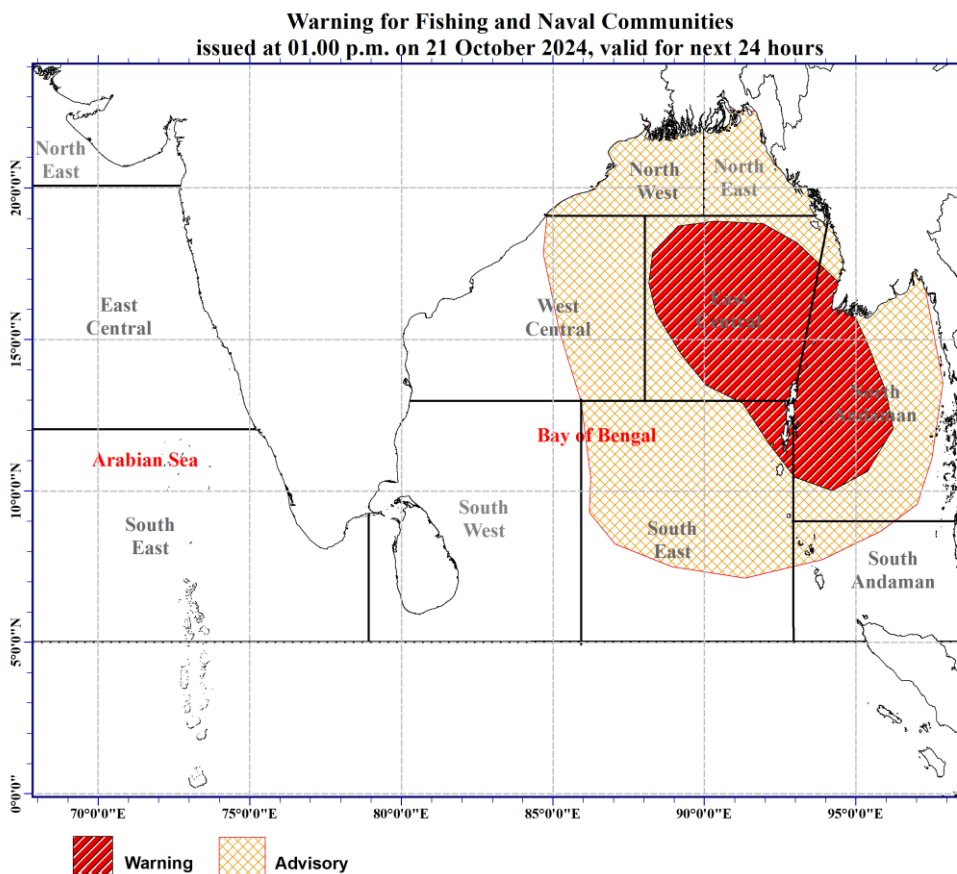 Warning for Fishing and Naval Communities
issued at 01.00 p.m. on 21 October 2024, valid for next 24 hours
North
East
North
West
North
East
20°0'0"N
East
Central
West
Central
East
Central
15°0'0"N
North
Andaman
Bay of Bengal
Arabian Sea
10°0'0"N
South
East
South
West
South
East
South
Andaman
5°0'0"N
0°0'0"
70°0'0"E
75°0'0"E
80°0'0"E
85°0'0"E
90°0'0"E
95°0'0"E
Warning
Advisory